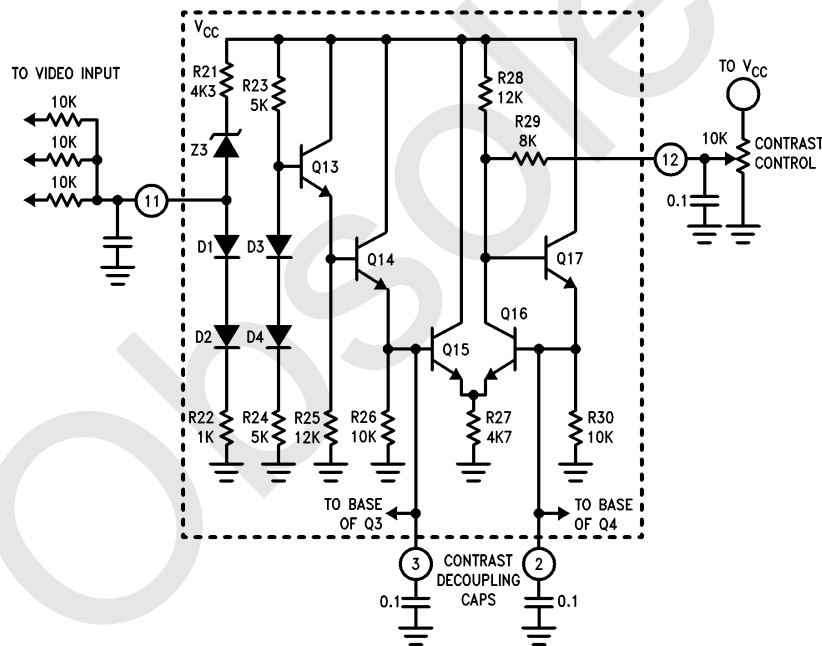 Obsolete
VCC
TO VIDEO INPUT
10K
10K
10K
11
R21
4K3
Z3
D1
D2
R22
1K
R23
5K
D3
D4
R24
5K
Q13
R25
12K
Q14
R26
10K
Q15
Q16
R27
4K7
R28
12K
R29
8K
Q17
R30
10K
12
TO VCC
10K
CONTRAST
CONTROL
0.1
TO BASE
OF Q3
TO BASE
OF Q4
3
CONTRAST
DECOUPLING
CAPS
2
0.1
0.1